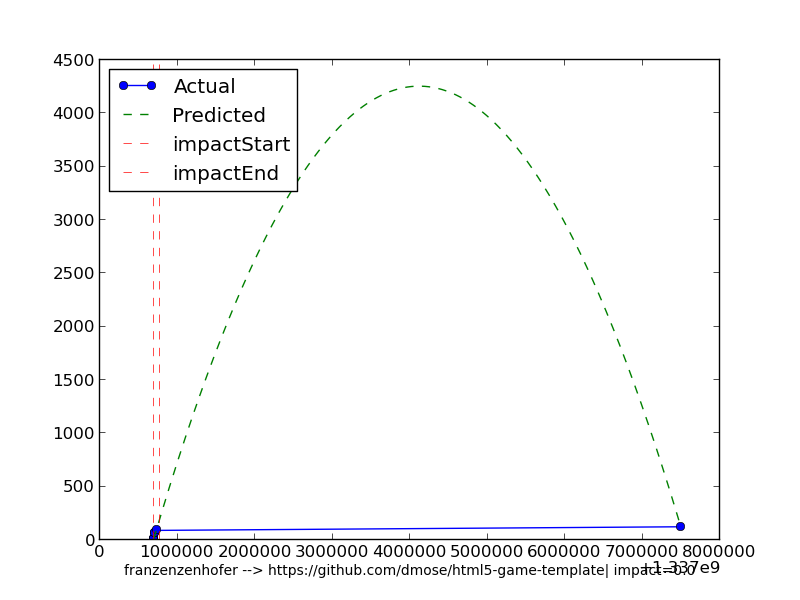 4500
4000
3500
3000
2500
2000
1500
1000
500
0
Actual
Predicted
impactStart
impactEnd
0 1000000 2000000 3000000 4000000 5000000 6000000 7000000 8000000
+1.337e9
franzenzenhofer --> https://github.com/dmose/html5-game-template| impact=0.0